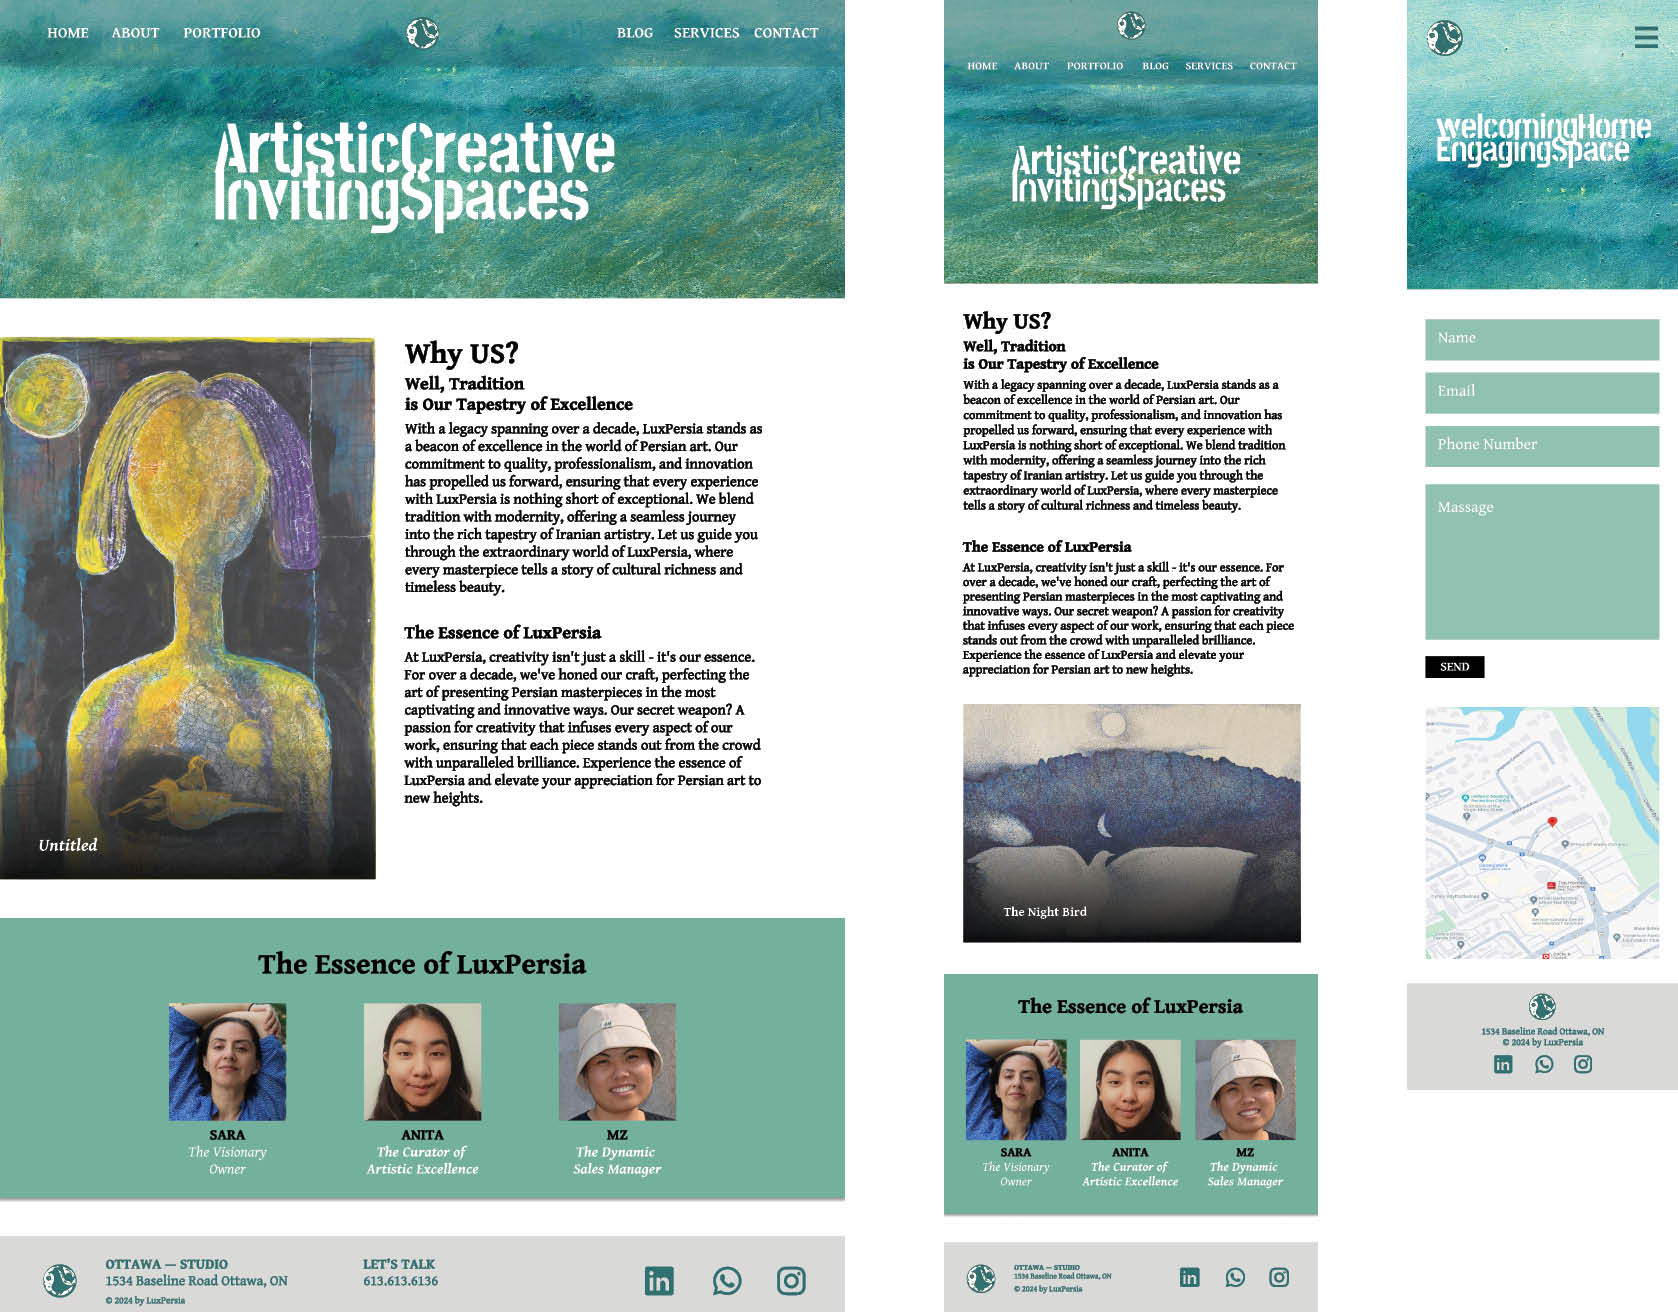 HOME ABOUT PORTFOLIO BLOG SERVICES CONTACT
ArtisticCreative
InvitingSpaces
Why US?
Well, Tradition
is Our Tapestry of Excellence
With a legacy spanning over a decade, LuxPersia stands as
a beacon of excellence in the world of Persian art. Our
commitment to quality, professionalism, and innovation
has propelled us forward, ensuring that every experience
with LuxPersia is nothing short of exceptional. We blend
tradition with modernity, offering a seamless journey
into the rich tapestry of Iranian artistry. Let us guide you
through the extraordinary world of LuxPersia, where
every masterpiece tells a story of cultural richness and
timeless beauty.
The Essence of LuxPersia
At LuxPersia, creativity isn't just a skill - it's our essence.
For over a decade, we've honed our craft, perfecting the
art of presenting Persian masterpieces in the most
captivating and innovative ways. Our secret weapon? A
passion for creativity that infuses every aspect of our
work, ensuring that each piece stands out from the crowd
with unparalleled brilliance. Experience the essence of
LuxPersia and elevate your appreciation for Persian art to
new heights.
Untitled
The Essence of LuxPersia
SARA
The Visionary
Owner
ANITA
The Curator of
Artistic Excellence
MZ
The Dynamic
Sales Manager
OTTAWA — STUDIO
1534 Baseline Road Ottawa, ON
© 2024 by LuxPersia
LET'S TALK
613.613.6136
HOME ABOUT PORTFOLIO BLOG SERVICES CONTACT
ArtisticCreative
InvitingSpaces
Why US?
Well, Tradition
is Our Tapestry of Excellence
With a legacy spanning over a decade, LuxPersia stands as a
beacon of excellence in the world of Persian art. Our
commitment to quality, professionalism, and innovation has
propelled us forward, ensuring that every experience with
LuxPersia is nothing short of exceptional. We blend tradition
with modernity, offering a seamless journey into the rich
tapestry of Iranian artistry. Let us guide you through the
extraordinary world of LuxPersia, where every masterpiece
tells a story of cultural richness and timeless beauty.
The Essence of LuxPersia
At LuxPersia, creativity isn't just a skill - it's our essence. For
over a decade, we've honed our craft, perfecting the art of
presenting Persian masterpieces in the most captivating and
innovative ways. Our secret weapon? A passion for creativity
that infuses every aspect of our work, ensuring that each piece
stands out from the crowd with unparalleled brilliance.
Experience the essence of LuxPersia and elevate your
appreciation for Persian art to new heights.
The Night Bird
The Essence of LuxPersia
SARA
The Visionary
Owner
ANITA
The Curator of
Artistic Excellence
MZ
The Dynamic
Sales Manager
OTTAWA — STUDIO
1534 Baseline Road Ottawa, ON
© 2024 by LuxPersia
welcomingHome
EngagingSpace
Name
Email
Phone Number
Massage
SEND
1534 Baseline Road Ottawa, ON
© 2024 by LuxPersia